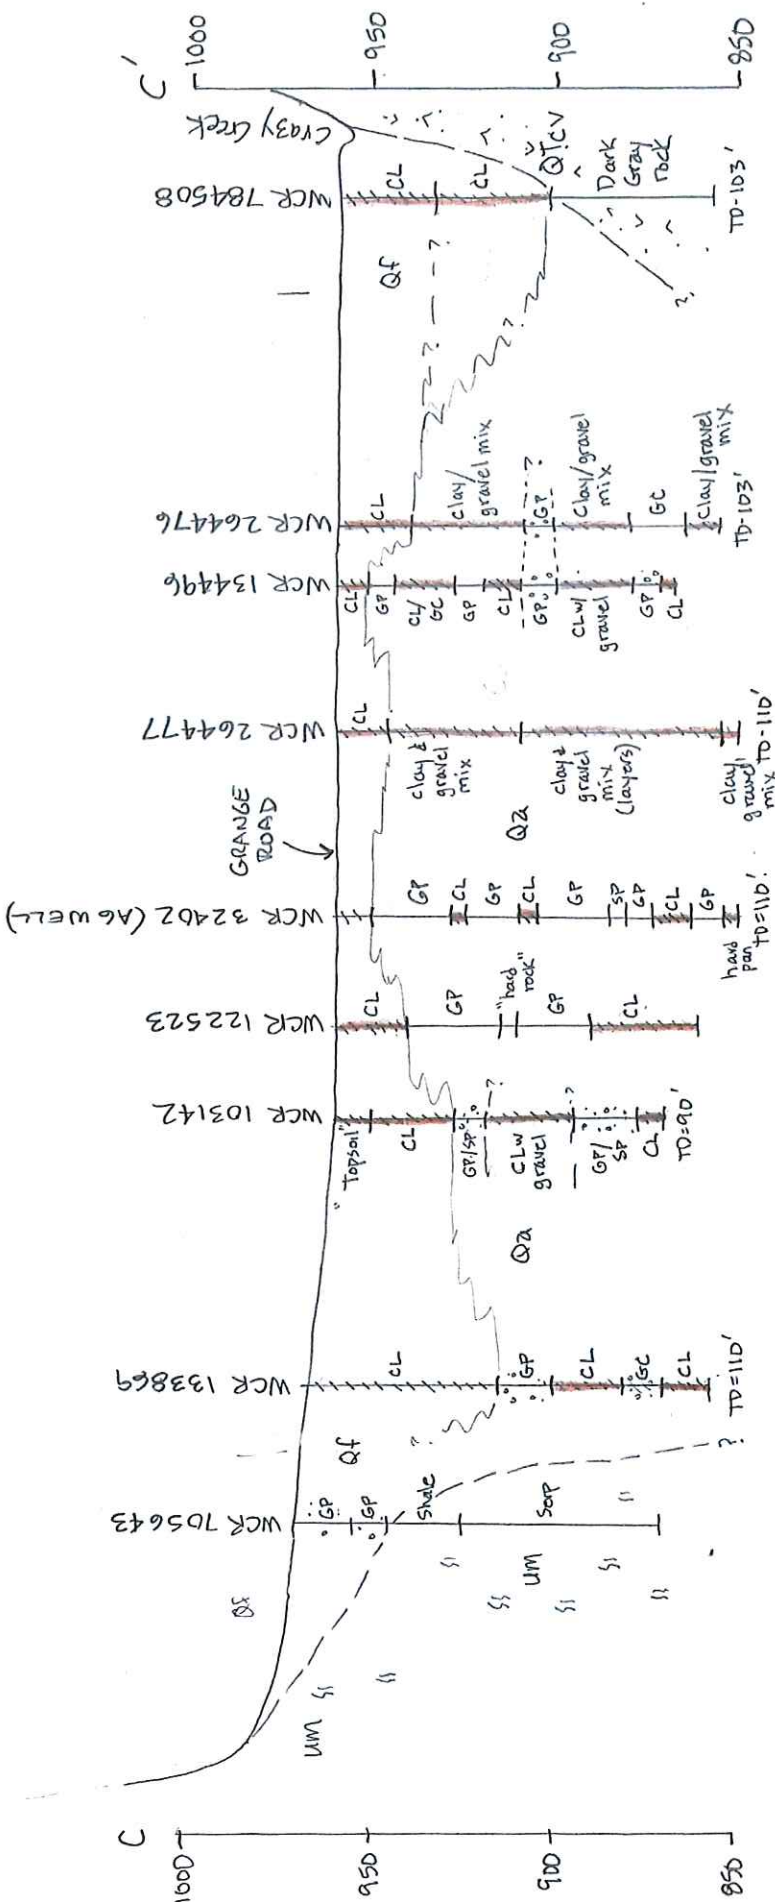 C
1000
950
900
850
C'
1000
950
900
850
um
Qf
um
WCR 705643
GP
GP
Shale
Serp
Qf
WCR 133869
CL
GP
CL
GC
CL
TD=110'
?
?
Qa
WCR 103142
"Topsoil"
CL
GP/SP
?
CLW
gravel
?
GP/
SP
CL
TD=90'
WCR 122523
CL
GP
"hard
rock"
GP
CL
WCR 32402 (AG WELL)
GP
CL
GP
CL
GP
SP
GP
CL
GP
hard
pan
TD=110'
GRANGE
ROAD
Qa
WCR 264477
CL
clay &
gravel
mix
clay &
gravel
mix
(layers)
clay/
gravel
mix
TD-110'
WCR 134496
CL
GP
CL/
GC
GP
CL
GP
CLW/
gravel
GP
CL
WCR 264476
CL
Clay/
gravel mix
GP
?
Clay/gravel
mix
GC
Clay/gravel
mix
TD-103'
?
?
?
Qf
WCR 784508
CL
CL
QTCV
Dark
Gray
rock
TD-103'
?
Crazy Creek